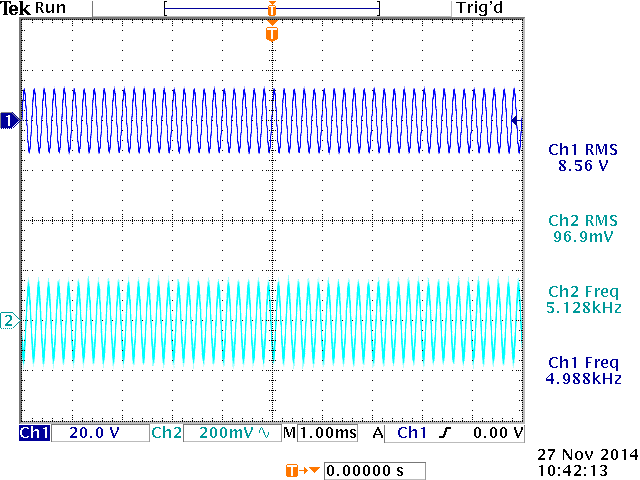 Tek Run Trig'd
T
T
1
Ch1 RMS
8.56 V
Ch2 RMS
96.9mV
Ch2 Freq
5.128kHz
2
Ch1 Freq
4.988kHz
Ch1 20.0 V Ch2 200mV∿ M 1.00ms A Ch1 ƒ 0.00 V
27 Nov 2014
10:42:13
T→▼ 0.00000 s